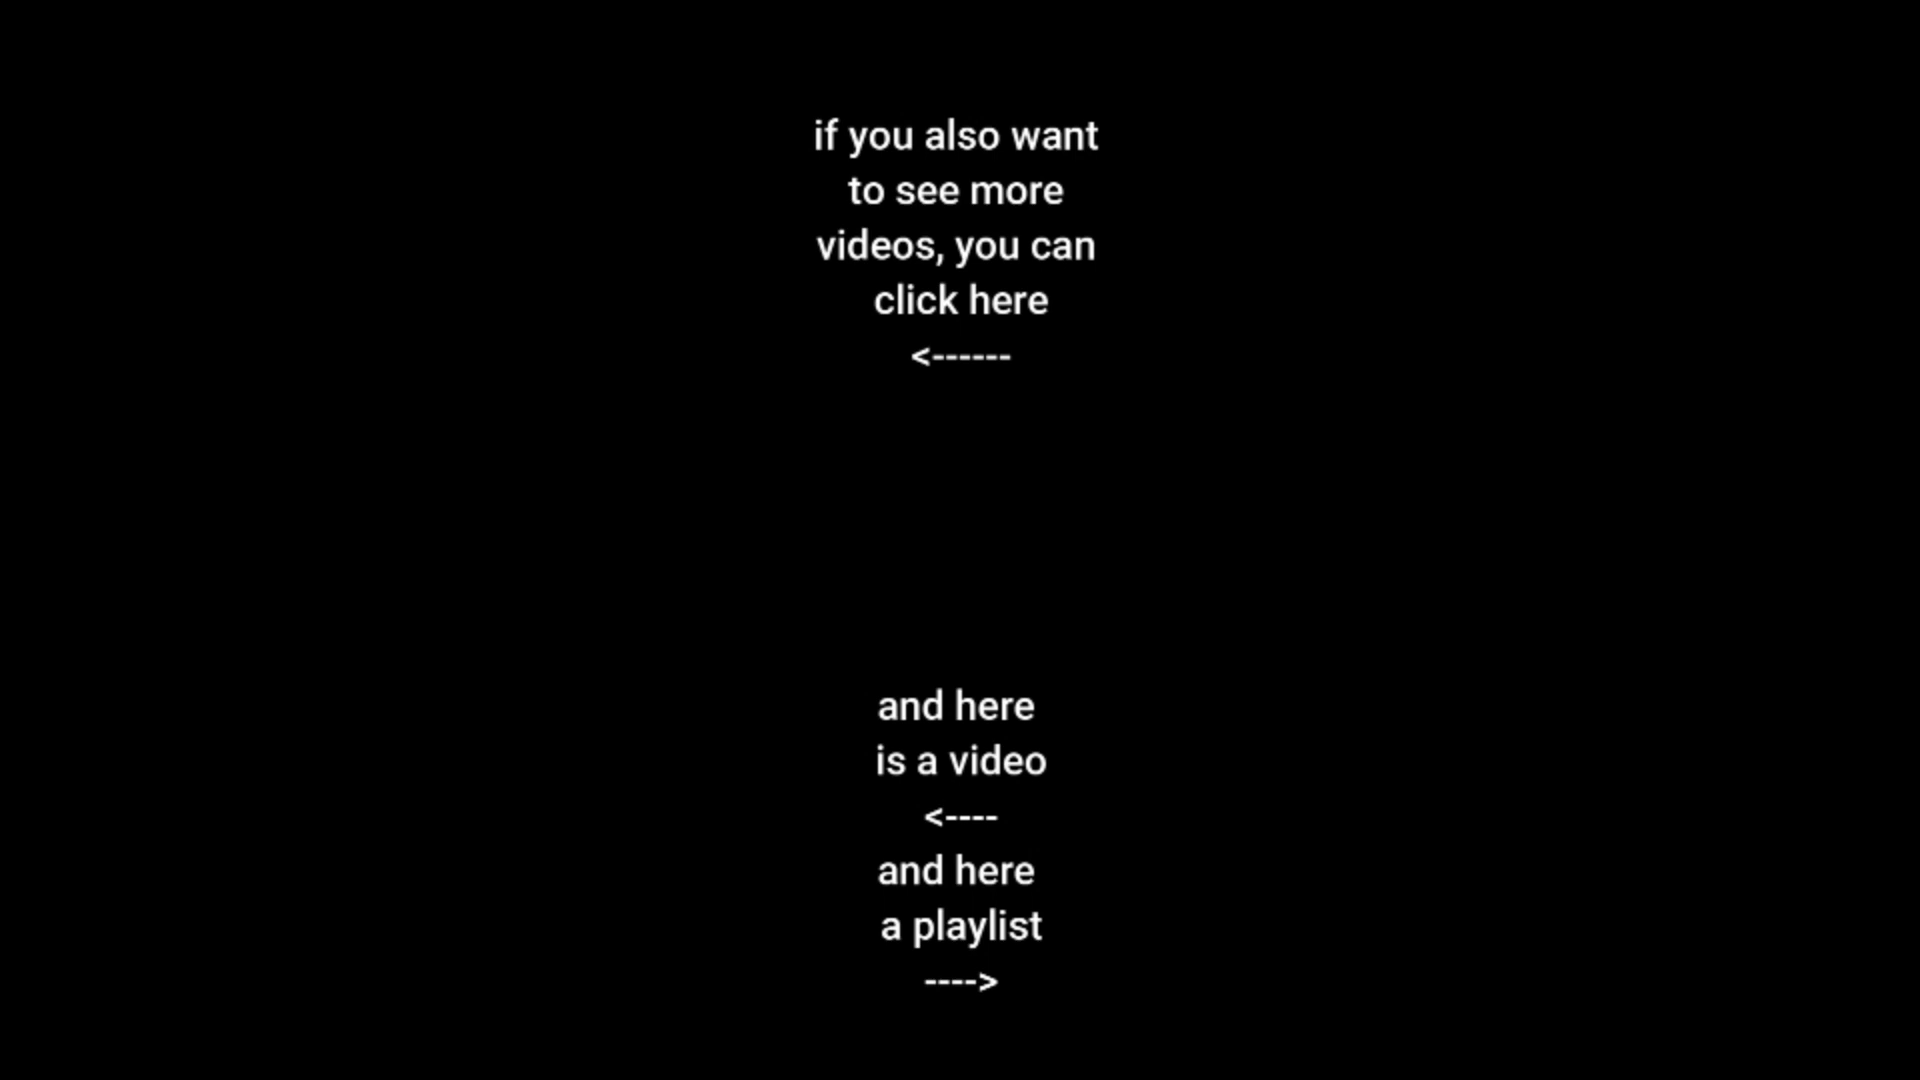 if you also want
to see more
videos, you can
click here
<------
and here
is a video
<----
and here
a playlist
---->